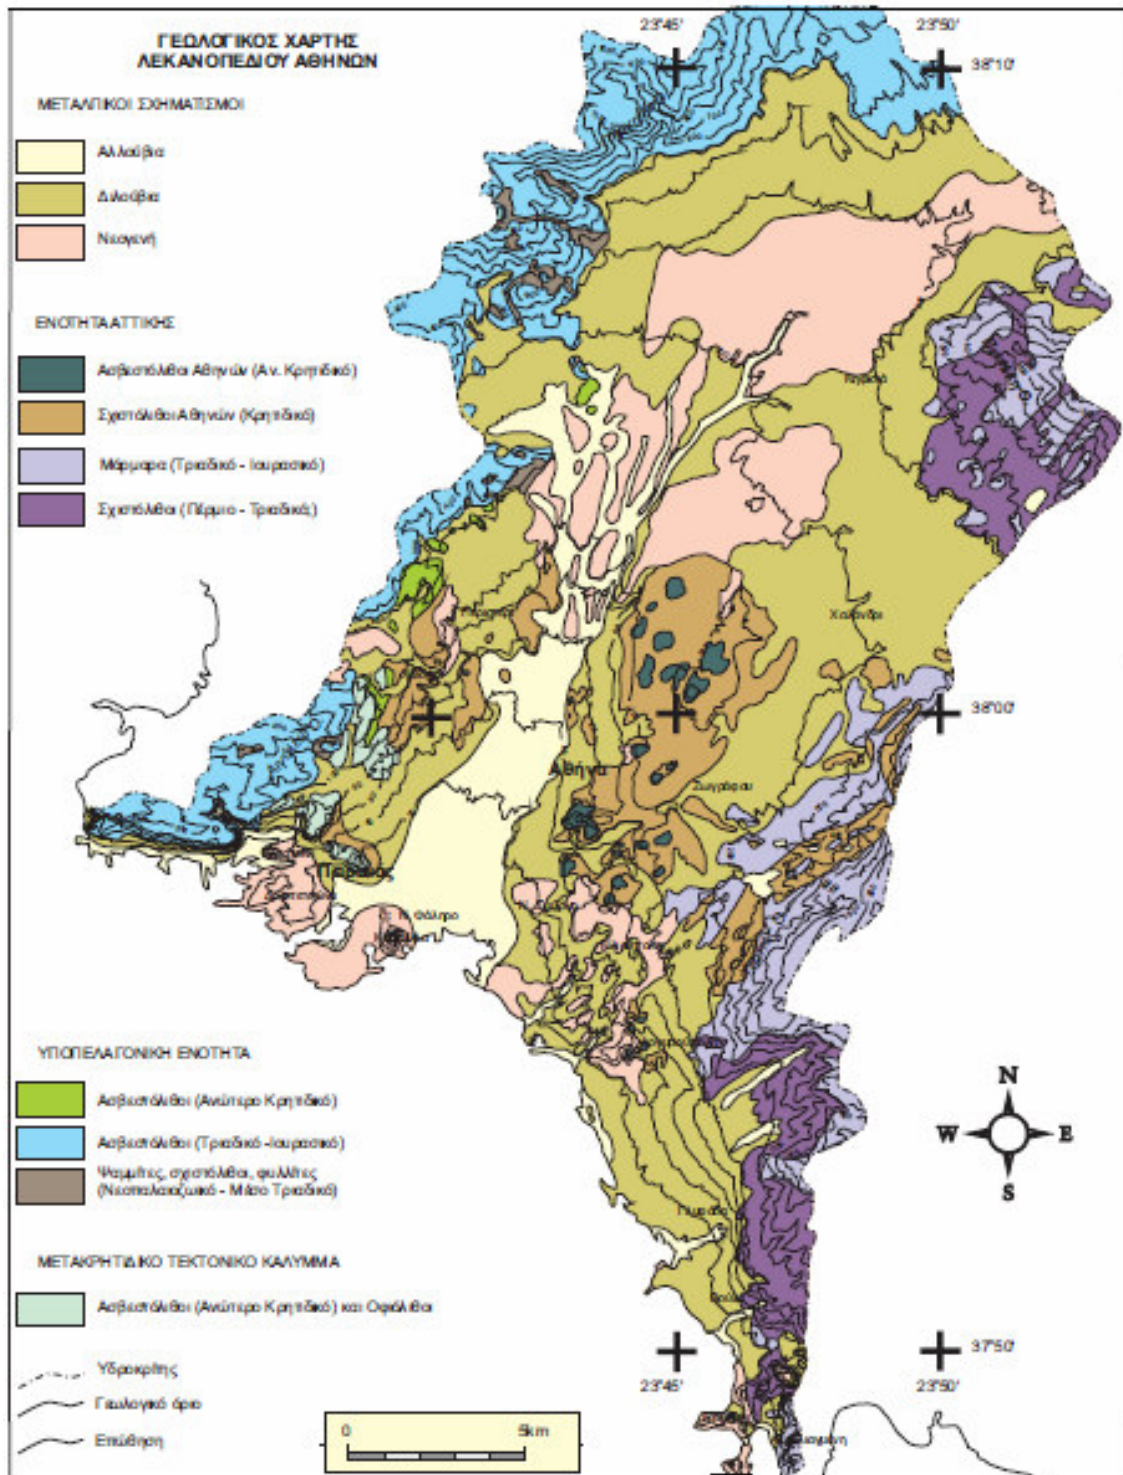 ΓΕΩΛΟΓΙΚΟΣ ΧΑΡΤΗΣ
ΛΕΚΑΝΟΠΕΔΙΟΥ ΑΘΗΝΩΝ
ΜΕΤΑΛΠΙΚΟΙ ΣΧΗΜΑΤΙΣΜΟΙ
Αλλούβια
Διλούβια
Νεογενή
ΕΝΟΤΗΤΑ ΑΤΤΙΚΗΣ
Ασβεστόλιθοι Αθηνών (Αν. Κρητιδικό)
Σχιστόλιθοι Αθηνών (Κρητιδικό)
Μάρμαρα (Τριαδικό - Ιουρασικό)
Σχιστόλιθοι (Πέρμιο - Τριαδικό;)
23°45'
23°50'
38°10'
Κηφισιά
Χαλάνδρι
38°00'
Αθήνα
Ζωγράφου
Πειραιάς
Ν. Φάληρο
ΥΠΟΠΕΛΑΓΟΝΙΚΗ ΕΝΟΤΗΤΑ
Ασβεστόλιθοι (Ανώτερο Κρητιδικό)
Ασβεστόλιθοι (Τριαδικό -Ιουρασικό)
Ψαμμίτες, σχιστόλιθοι, φυλλίτες
(Νεοπαλαιοζωικό - Μέσο Τριαδικό)
N
W
E
S
Γλυφάδα
ΜΕΤΑΚΡΗΤΙΔΙΚΟ ΤΕΚΤΟΝΙΚΟ ΚΑΛΥΜΜΑ
Ασβεστόλιθοι (Ανώτερο Κρητιδικό) και Οφιόλιθοι
Υδροκρίτης
Γεωλογικό όριο
Επώθηση
37°50'
23°45'
23°50'
0
5km